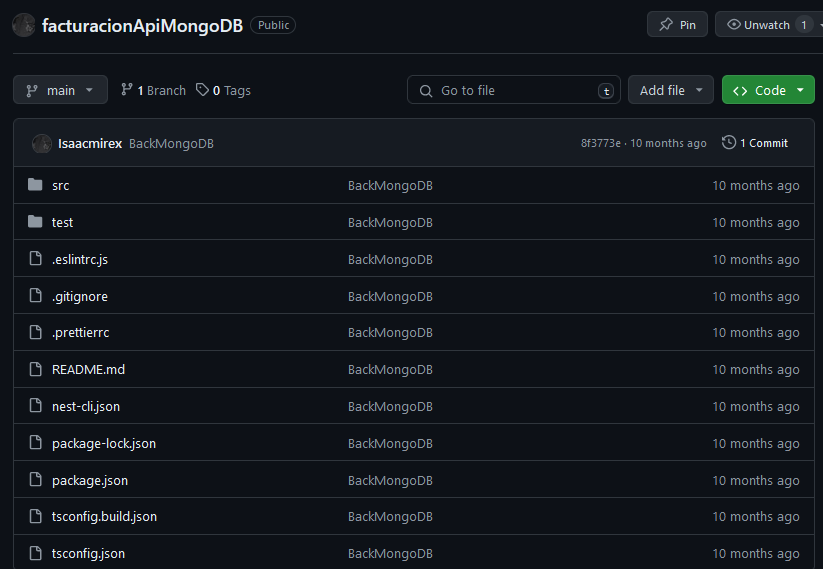 facturacionApiMongoDB Public Pin Unwatch 1
main 1 Branch 0 Tags Go to file t Add file Code
Isaacmirex BackMongoDB 8f3773e · 10 months ago 1 Commit
src BackMongoDB 10 months ago
test BackMongoDB 10 months ago
.eslintrc.js BackMongoDB 10 months ago
.gitignore BackMongoDB 10 months ago
.prettierrc BackMongoDB 10 months ago
README.md BackMongoDB 10 months ago
nest-cli.json BackMongoDB 10 months ago
package-lock.json BackMongoDB 10 months ago
package.json BackMongoDB 10 months ago
tsconfig.build.json BackMongoDB 10 months ago
tsconfig.json BackMongoDB 10 months ago